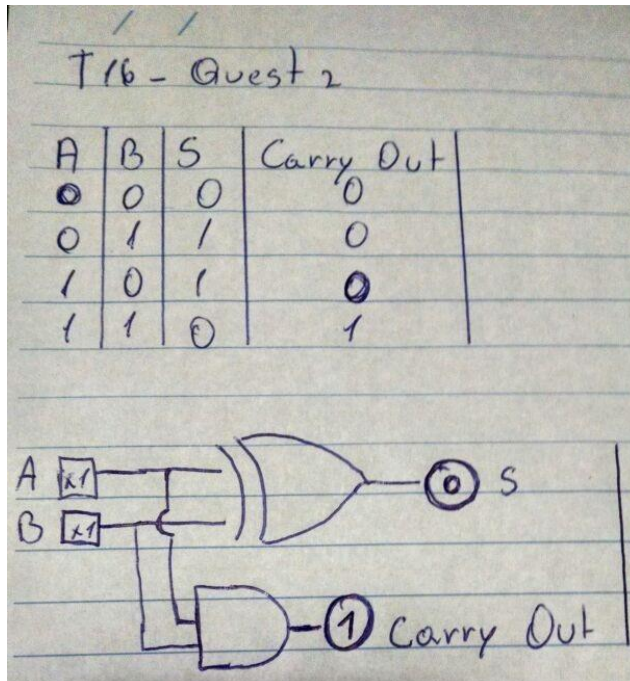 T16 - Quest 2
A B S Carry Out
0 0 0 0
0 1 1 0
1 0 1 0
1 1 0 1
A x1 0 S
B x1
1 Carry Out